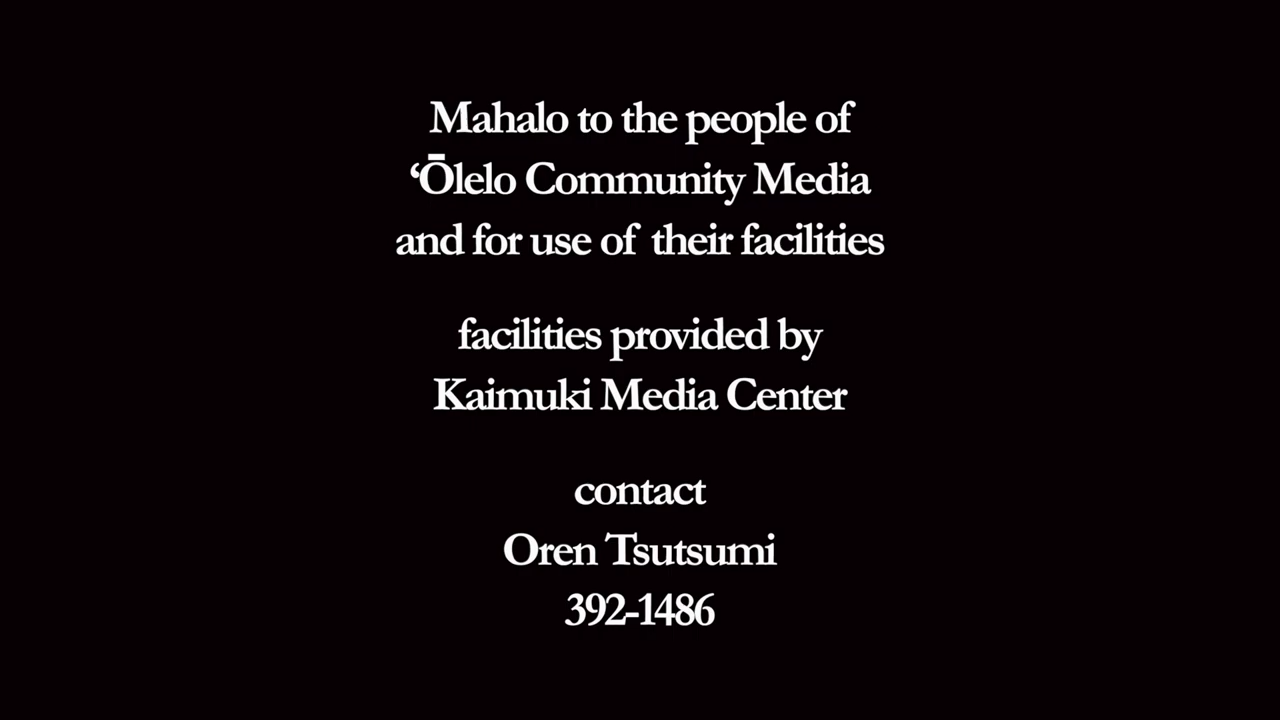 Mahalo to the people of
‘Ōlelo Community Media
and for use of their facilities
facilities provided by
Kaimuki Media Center
contact
Oren Tsutsumi
392-1486